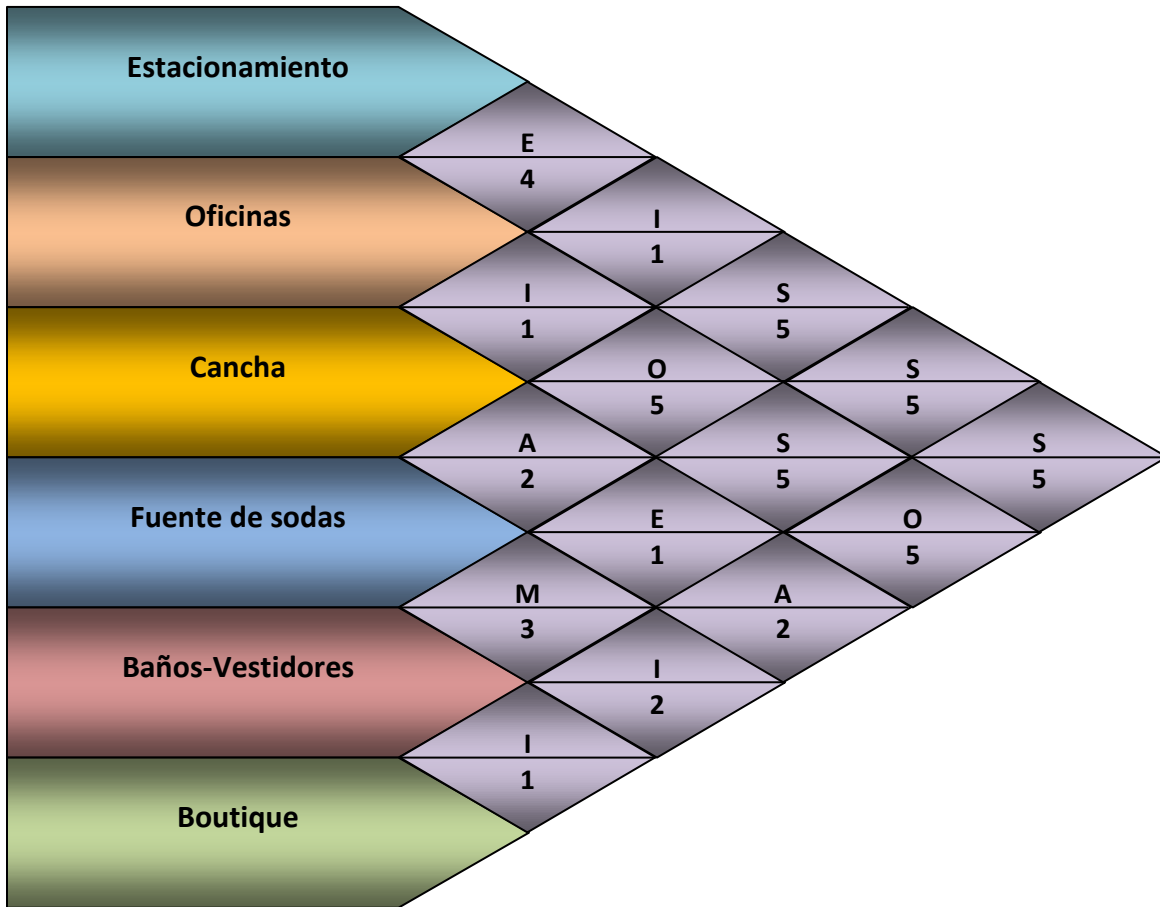 Estacionamiento
E
4
Oficinas
I
1
I
1
S
5
Cancha
O
5
S
5
A
2
S
5
S
5
Fuente de sodas
E
1
O
5
M
3
A
2
Baños-Vestidores
I
2
I
1
Boutique